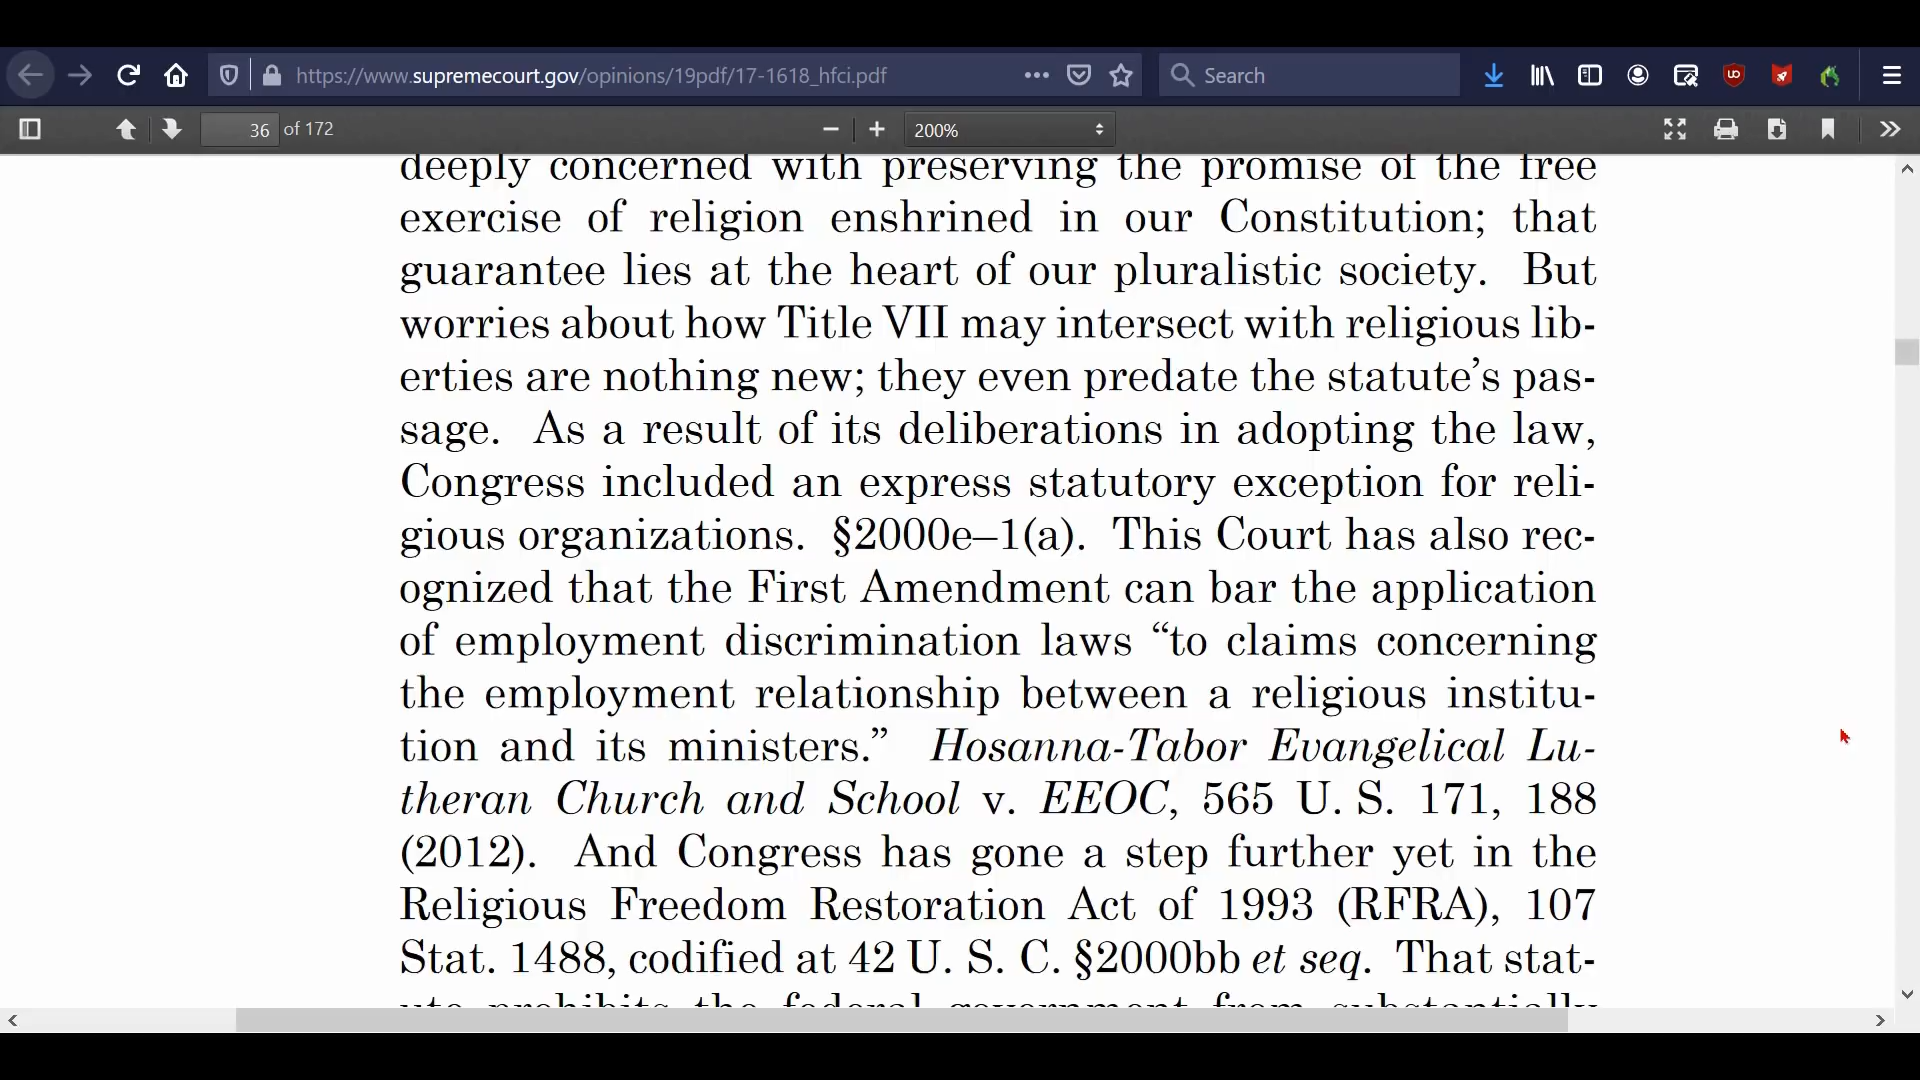 https://www.supremecourt.gov/opinions/19pdf/17-1618_hfci.pdf
Search
36 of 172
200%
deeply concerned with preserving the promise of the free
exercise of religion enshrined in our Constitution; that
guarantee lies at the heart of our pluralistic society. But
worries about how Title VII may intersect with religious lib-
erties are nothing new; they even predate the statute’s pas-
sage. As a result of its deliberations in adopting the law,
Congress included an express statutory exception for reli-
gious organizations. §2000e–1(a). This Court has also rec-
ognized that the First Amendment can bar the application
of employment discrimination laws “to claims concerning
the employment relationship between a religious institu-
tion and its ministers.” Hosanna-Tabor Evangelical Lu-
theran Church and School v. EEOC, 565 U. S. 171, 188
(2012). And Congress has gone a step further yet in the
Religious Freedom Restoration Act of 1993 (RFRA), 107
Stat. 1488, codified at 42 U. S. C. §2000bb et seq. That stat-
ute prohibits the federal government from substantially